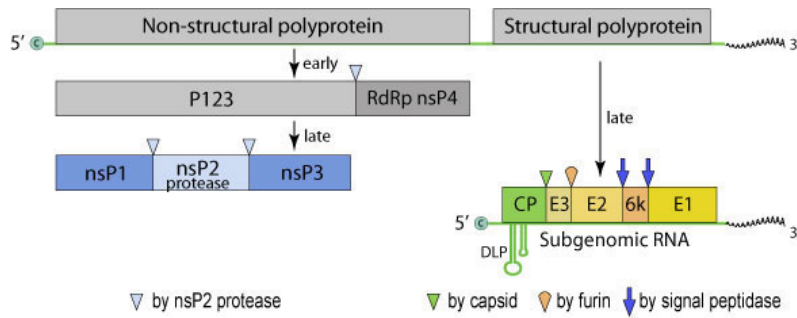 Non-structural polyprotein
Structural polyprotein
5′ c
3
early
P123
RdRp nsP4
late
late
nsP1
nsP2
protease
nsP3
CP
E3
E2
6k
E1
5′ c
3
DLP
Subgenomic RNA
by nsP2 protease
by capsid
by furin
by signal peptidase